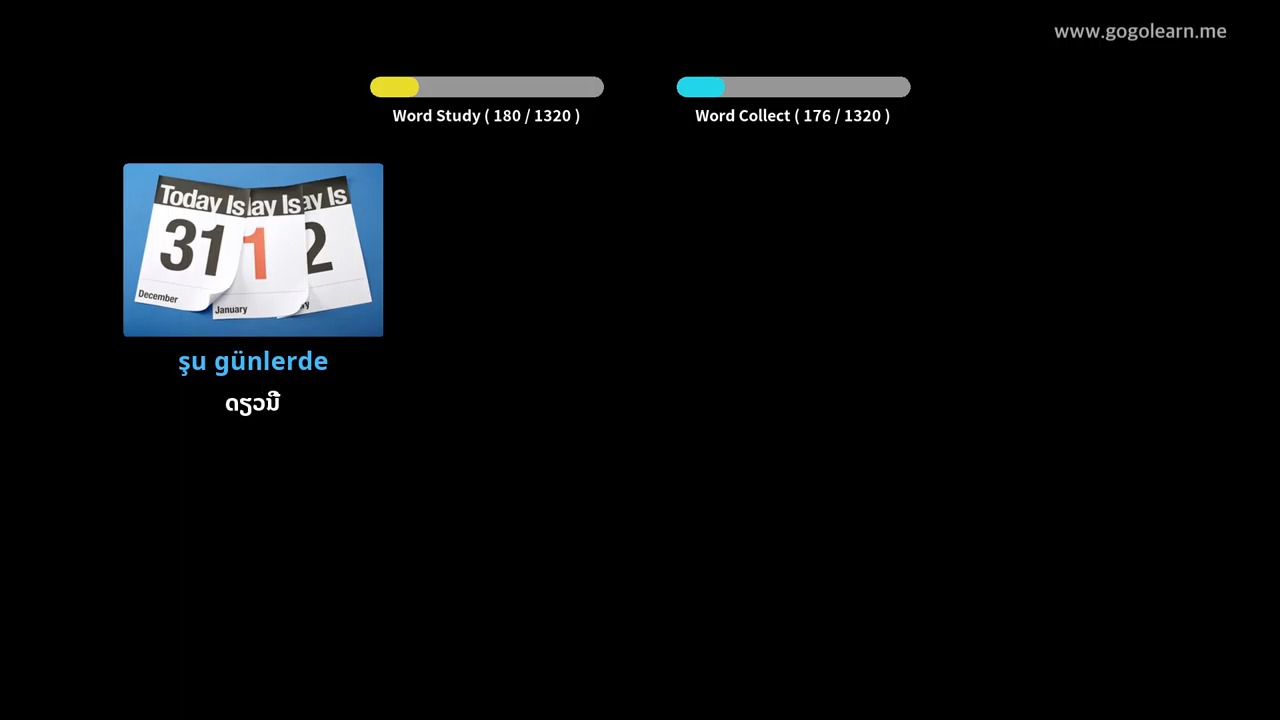 www.gogolearn.me
Word Study ( 180 / 1320 )
Word Collect ( 176 / 1320 )
Today Is
ay Is
ay Is
31
1
2
December
January
ry
şu günlerde
ດຽວນີ້